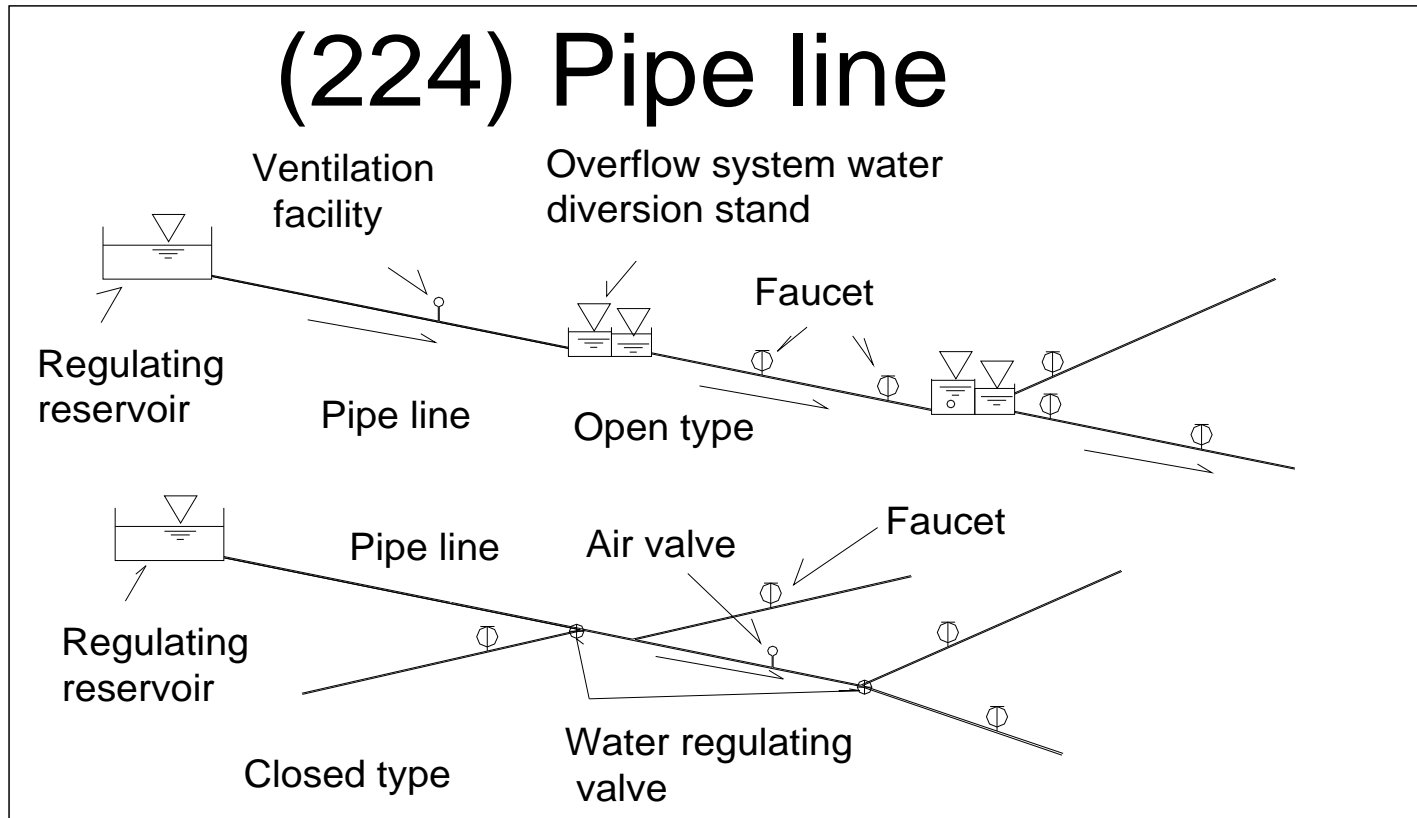 (224) Pipe line
Ventilation
facility
Overflow system water
diversion stand
Faucet
Regulating
reservoir
Pipe line
Open type
Pipe line
Air valve
Faucet
Regulating
reservoir
Water regulating
valve
Closed type